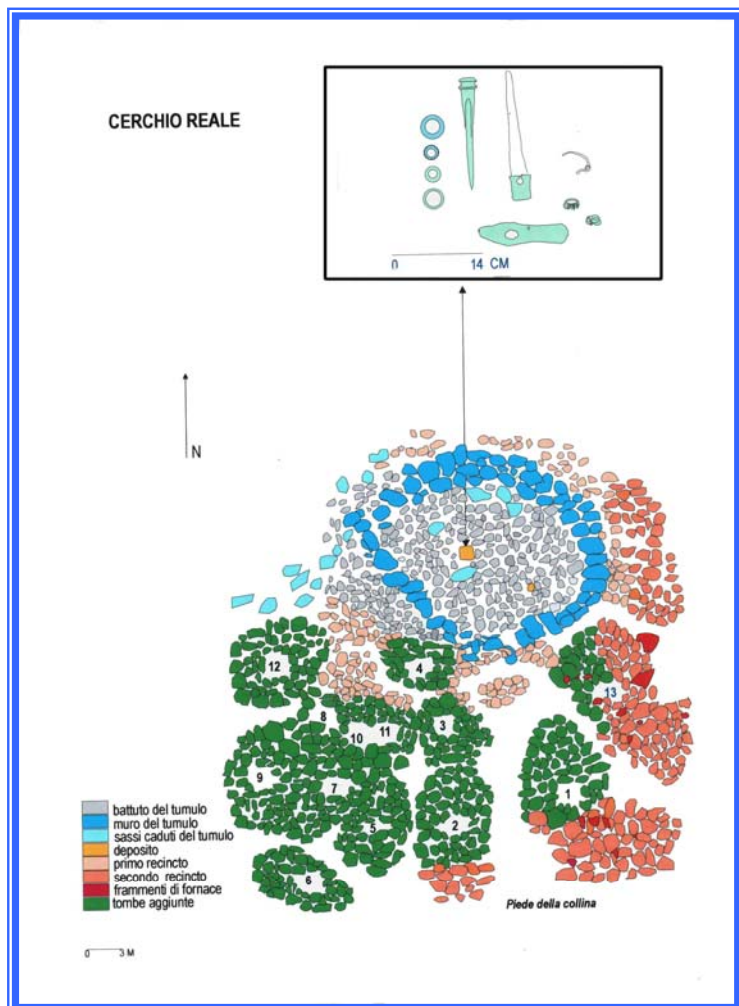 CERCHIO REALE
0 14 CM
N
12
4
13
8
11
3
10
9
7
1
5
2
6
battuto del tumulo
muro del tumulo
sassi caduti del tumulo
deposito
primo recincto
secondo recincto
frammenti di fornace
tombe aggiunte
Piede della collina
0 3 M